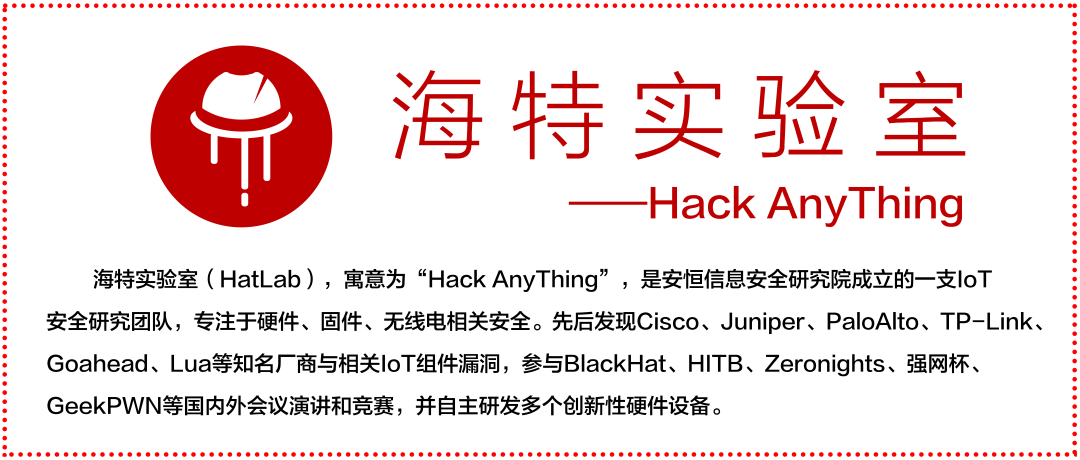 海特实验室
——Hack AnyThing
海特实验室（HatLab），寓意为“Hack AnyThing”，是安恒信息安全研究院成立的一支IoT
安全研究团队，专注于硬件、固件、无线电相关安全。先后发现Cisco、Juniper、PaloAlto、TP-Link、
Goahead、Lua等知名厂商与相关IoT组件漏洞，参与BlackHat、HITB、Zeronights、强网杯、
GeekPWN等国内外会议演讲和竞赛，并自主研发多个创新性硬件设备。